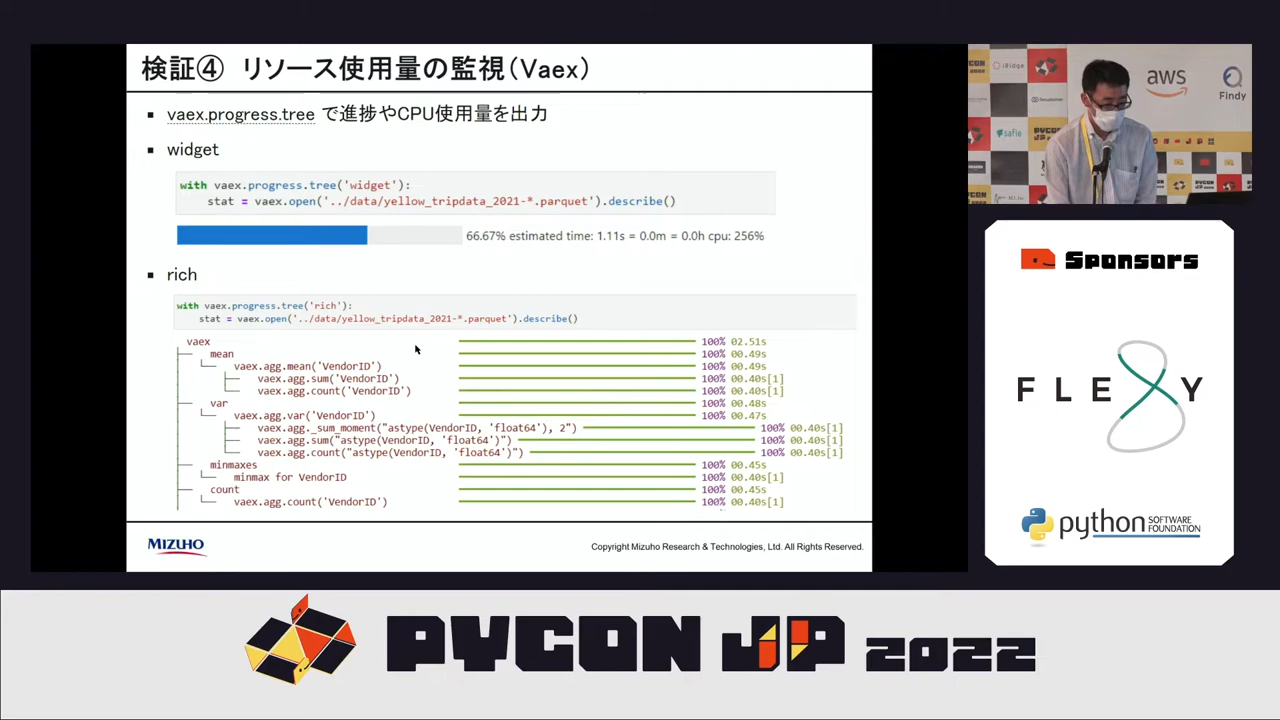 検証④ リソース使用量の監視(Vaex)
▪ vaex.progress.tree で進捗やCPU使用量を出力
▪ widget
with vaex.progress.tree('widget'):
stat = vaex.open('../data/yellow_tripdata_2021-*.parquet').describe()
66.67% estimated time: 1.11s = 0.0m = 0.0h cpu: 256%
▪ rich
with vaex.progress.tree('rich'):
stat = vaex.open('../data/yellow_tripdata_2021-*.parquet').describe()
vaex 100% 02.51s
mean 100% 00.49s
vaex.agg.mean('VendorID') 100% 00.49s
vaex.agg.sum('VendorID') 100% 00.40s[1]
vaex.agg.count('VendorID') 100% 00.40s[1]
var 100% 00.48s
vaex.agg.var('VendorID') 100% 00.47s
vaex.agg._sum_moment("astype(VendorID, 'float64'), 2") 100% 00.40s[1]
vaex.agg.sum("astype(VendorID, 'float64')") 100% 00.40s[1]
vaex.agg.count("astype(VendorID, 'float64')") 100% 00.40s[1]
minmaxes 100% 00.45s
minmax for VendorID 100% 00.40s[1]
count 100% 00.45s
vaex.agg.count('VendorID') 100% 00.40s[1]
MIZUHO
Copyright Mizuho Research & Technologies, Ltd. All Rights Reserved.
iRidge
aws
Findy
safie
Sponsors
FLEXY
python SOFTWARE
FOUNDATION
PYCON JP 2022